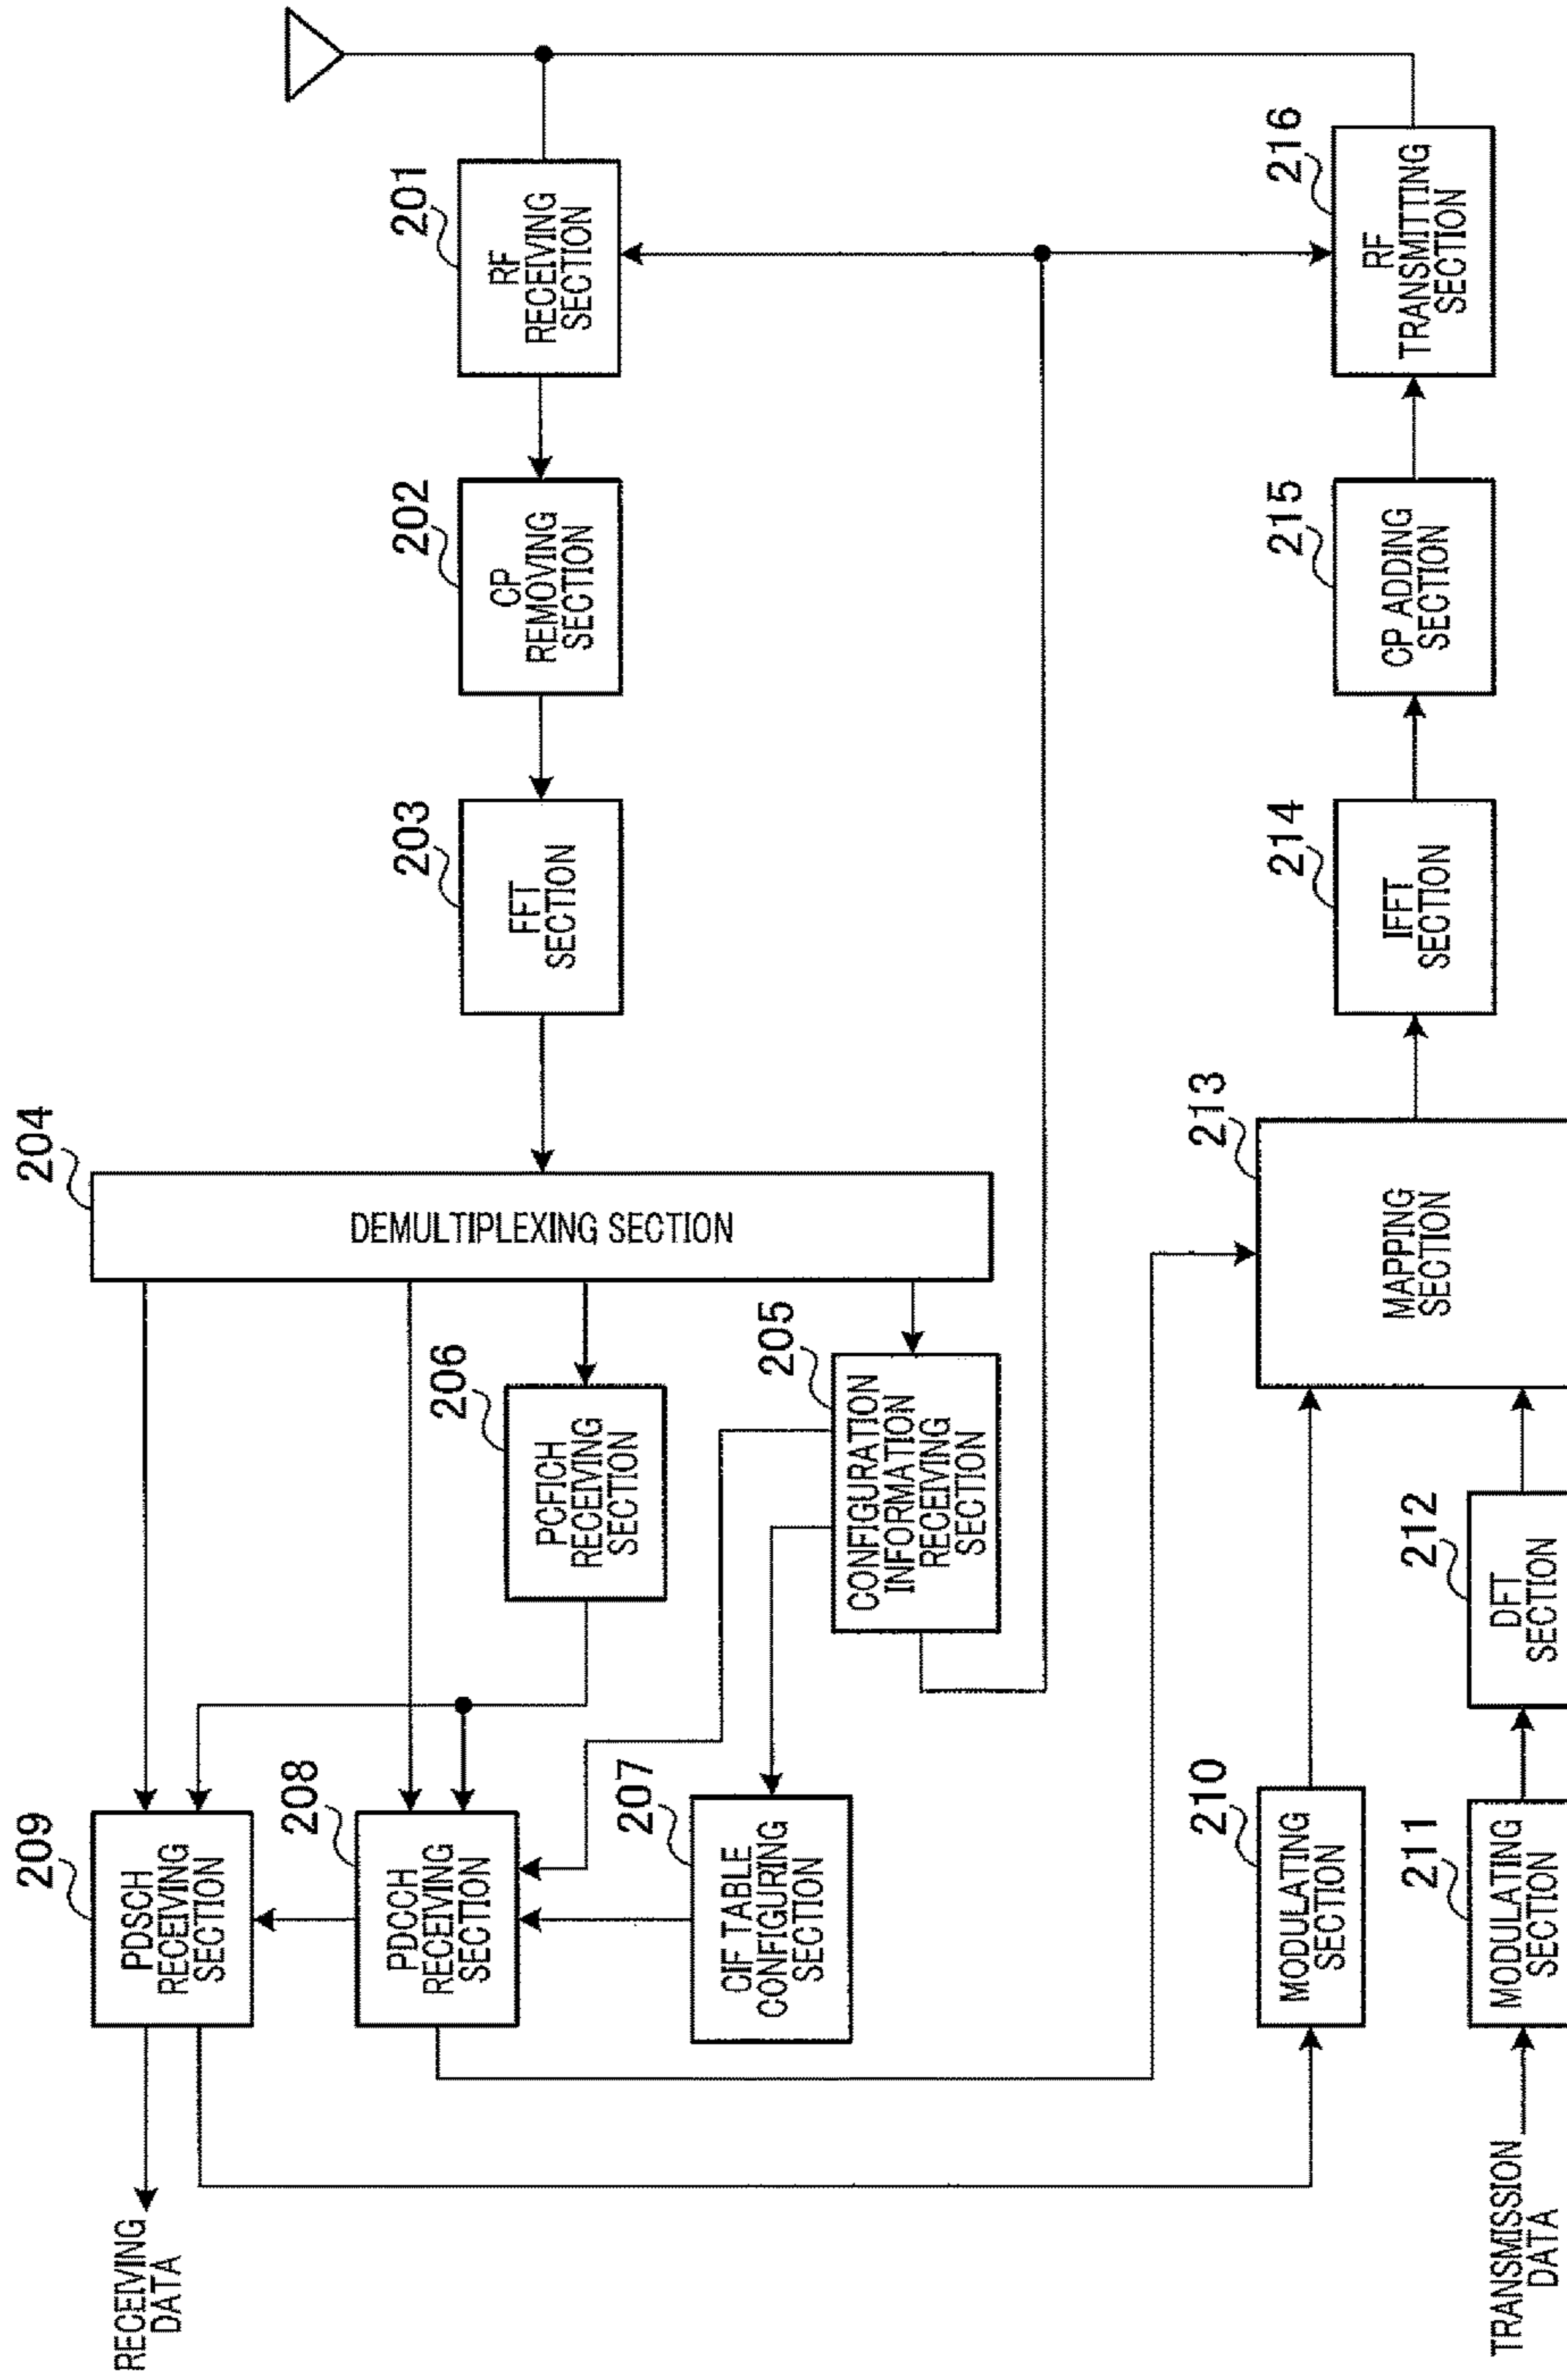 201
RF
RECEIVING
SECTION
202
CP
REMOVING
SECTION
203
FFT
SECTION
204
DEMULTIPLEXING SECTION
205
CONFIGURATION
INFORMATION
RECEIVING
SECTION
206
PCFICH
RECEIVING
SECTION
207
CIF TABLE
CONFIGURING
SECTION
208
PDCCH
RECEIVING
SECTION
209
PDSCH
RECEIVING
SECTION
RECEIVING
DATA
210
MODULATING
SECTION
211
MODULATING
SECTION
TRANSMISSION
DATA
212
DFT
SECTION
213
MAPPING
SECTION
214
IFFT
SECTION
215
CP ADDING
SECTION
216
RF
TRANSMITTING
SECTION